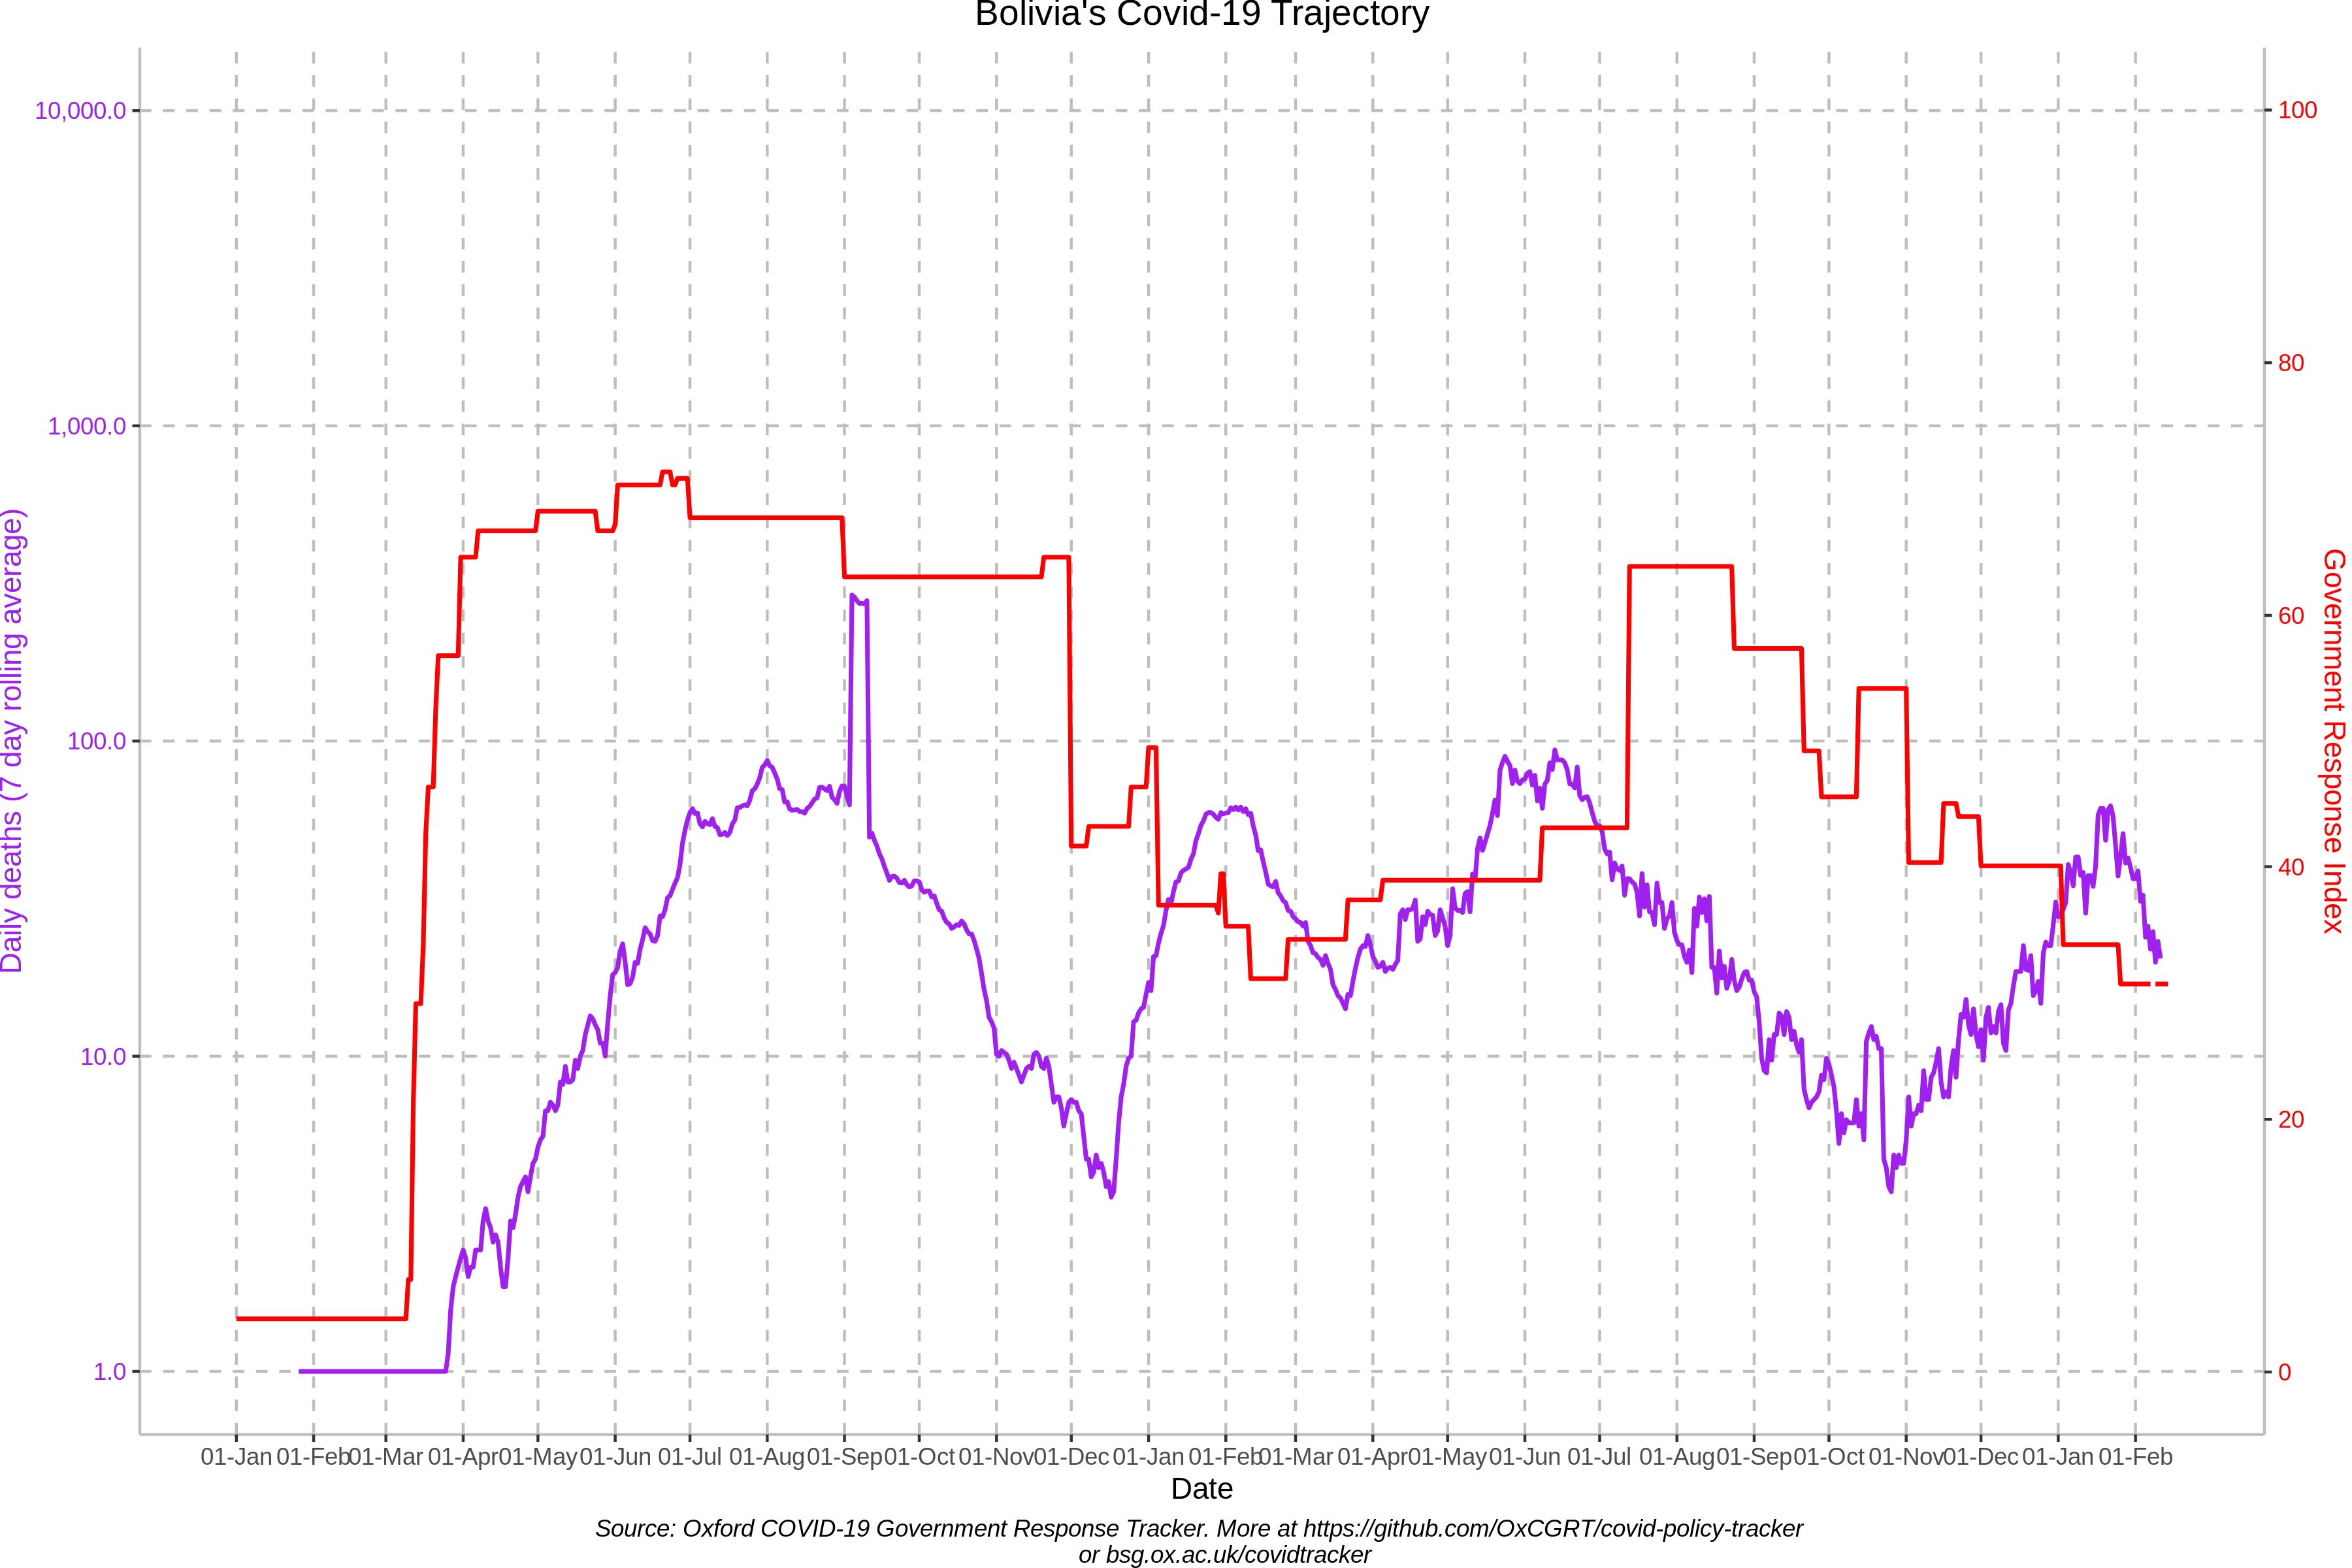 Bolivia's Covid-19 Trajectory
Daily deaths (7 day rolling average)
10,000.0
1,000.0
100.0
10.0
1.0
100
80
60
40
20
0
Government Response Index
01-Jan 01-Feb 01-Mar 01-Apr 01-May 01-Jun 01-Jul 01-Aug 01-Sep 01-Oct 01-Nov 01-Dec 01-Jan 01-Feb 01-Mar 01-Apr 01-May 01-Jun 01-Jul 01-Aug 01-Sep 01-Oct 01-Nov 01-Dec 01-Jan 01-Feb
Date
Source: Oxford COVID-19 Government Response Tracker. More at https://github.com/OxCGRT/covid-policy-tracker
or bsg.ox.ac.uk/covidtracker